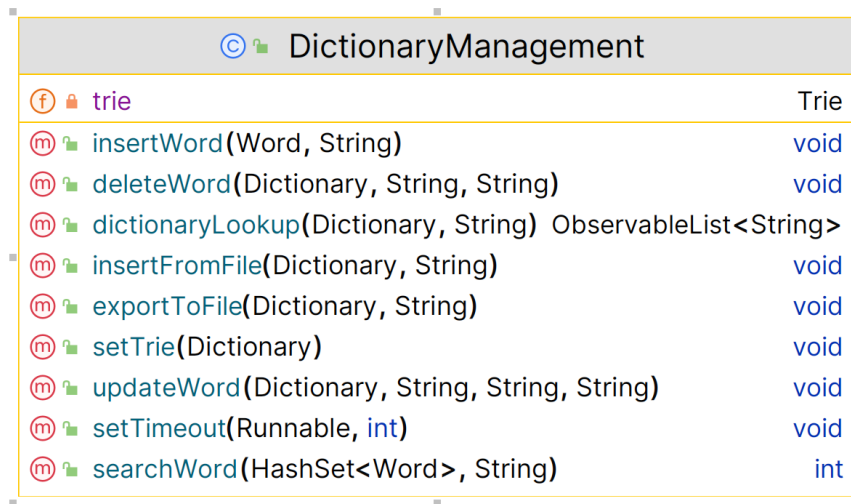 DictionaryManagement
trie Trie
insertWord(Word, String) void
deleteWord(Dictionary, String, String) void
dictionaryLookup(Dictionary, String) ObservableList<String>
insertFromFile(Dictionary, String) void
exportToFile(Dictionary, String) void
setTrie(Dictionary) void
updateWord(Dictionary, String, String, String) void
setTimeout(Runnable, int) void
searchWord(HashSet<Word>, String) int